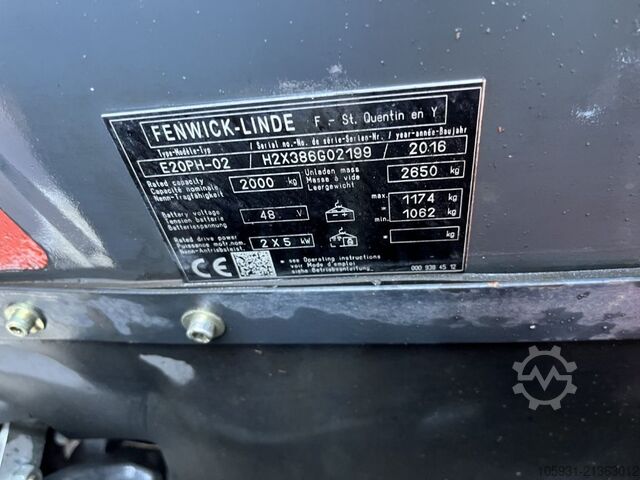 FENWICK-LINDE F - St. Quentin en Y
Type-Modèle-Typ / Serial no.-No. de série-Serien-Nr. / year-année-Baujahr
E20PH-02 / H2X386G02199 / 2016
Rated capacity
Capacité nominale
Nenn-Tragfähigkeit
2000 kg
Unladen mass
Masse à vide
Leergewicht
2650 kg
Battery voltage
Tension batterie
Batteriespannung
48 V
max. 1174 kg
min. 1062 kg
Rated drive power
Puissance motr.nom.
Nenn-Antriebsleist.
2 X 5 kW
* kg
CE
* see Operating instructions
voir Mode d'emploi
siehe Betriebsanleitung
000 938 45 12
105931-21363012